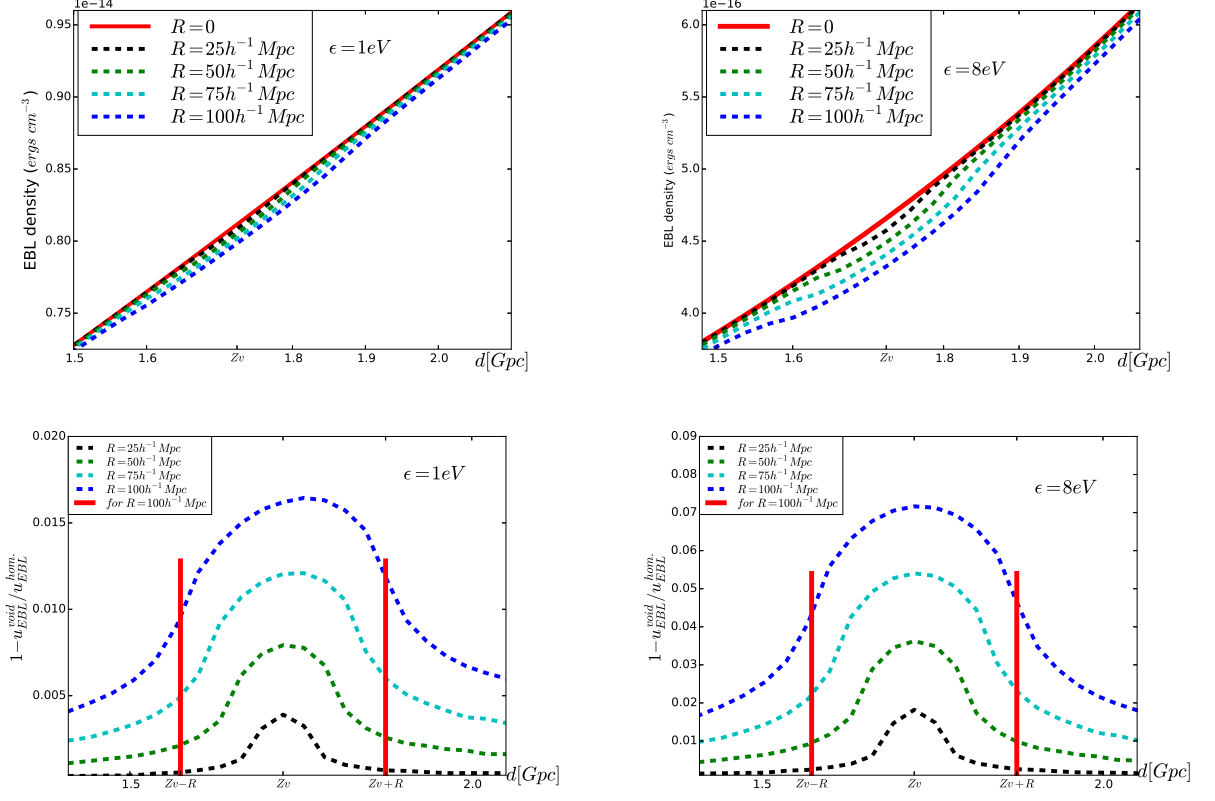 1e−14
0.95
0.90
0.85
0.80
0.75
EBL density (ergs cm⁻³)
R=0
R=25h⁻¹ Mpc
R=50h⁻¹ Mpc
R=75h⁻¹ Mpc
R=100h⁻¹ Mpc
ϵ=1eV
1.5 1.6 Zv 1.8 1.9 2.0 d[Gpc]
1e−16
6.0
5.5
5.0
4.5
4.0
EBL density (ergs cm⁻³)
R=0
R=25h⁻¹ Mpc
R=50h⁻¹ Mpc
R=75h⁻¹ Mpc
R=100h⁻¹ Mpc
ϵ=8eV
1.5 1.6 Zv 1.8 1.9 2.0 d[Gpc]
0.020
0.015
0.010
0.005
1−u_{EBL}^{void}/u_{EBL}^{hom.}
R=25h⁻¹ Mpc
R=50h⁻¹ Mpc
R=75h⁻¹ Mpc
R=100h⁻¹ Mpc
for R=100h⁻¹ Mpc
ϵ=1eV
1.5 Zv−R Zv Zv+R 2.0 d[Gpc]
0.09
0.08
0.07
0.06
0.05
0.04
0.03
0.02
0.01
1−u_{EBL}^{void}/u_{EBL}^{hom.}
R=25h⁻¹ Mpc
R=50h⁻¹ Mpc
R=75h⁻¹ Mpc
R=100h⁻¹ Mpc
for R=100h⁻¹ Mpc
ϵ=8eV
1.5 Zv−R Zv Zv+R 2.0 d[Gpc]